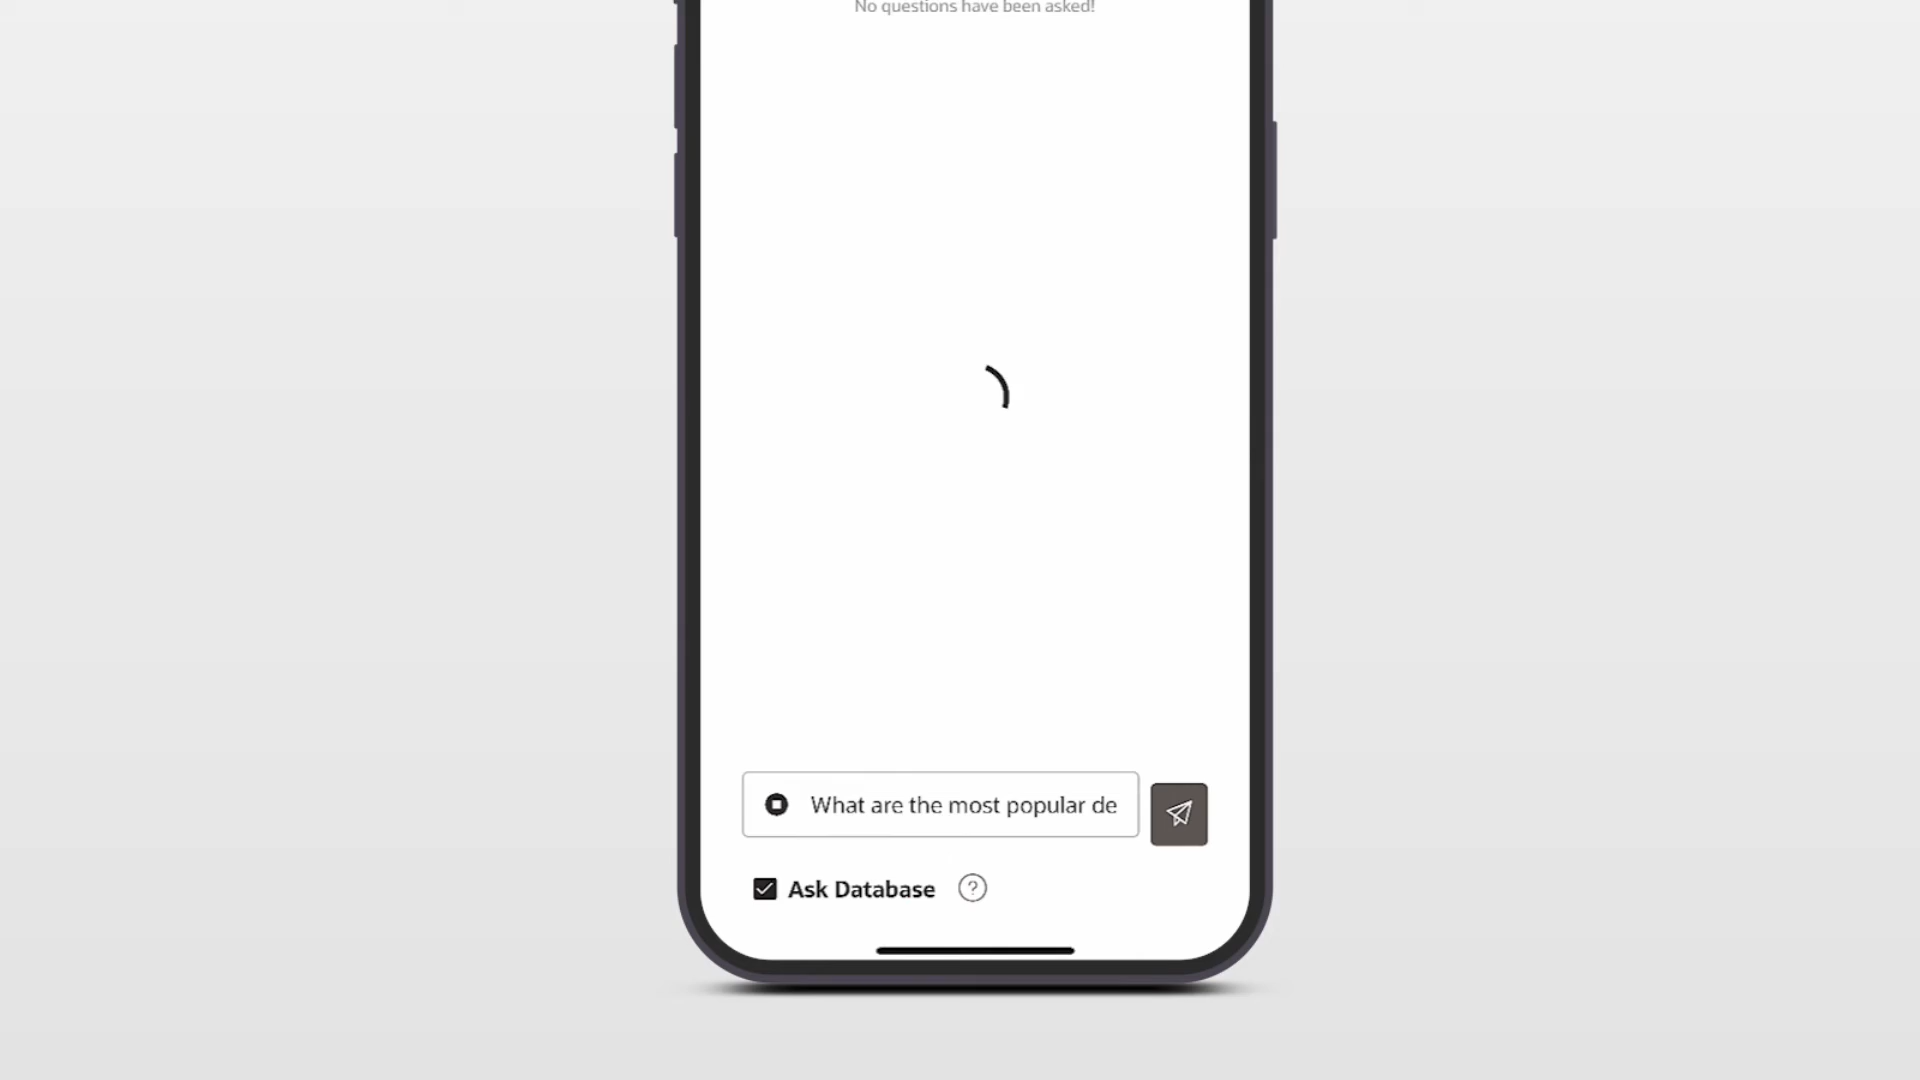 No questions have been asked!
What are the most popular de
Ask Database
?